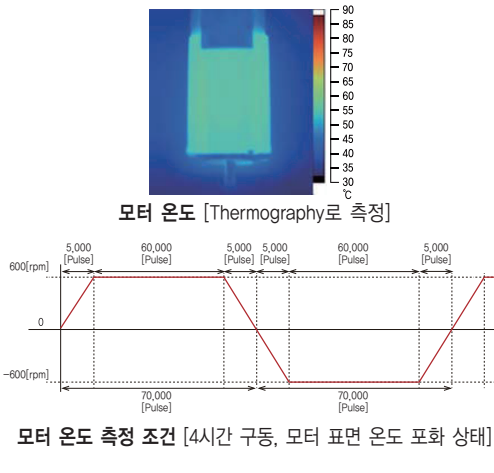 90
85
80
75
70
65
60
55
50
45
40
35
30
℃
모터 온도 [Thermography로 측정]
5,000 60,000 5,000 5,000 60,000 5,000
[Pulse] [Pulse] [Pulse] [Pulse] [Pulse] [Pulse]
600[rpm]
0
−600[rpm]
70,000 70,000
[Pulse] [Pulse]
모터 온도 측정 조건 [4시간 구동, 모터 표면 온도 포화 상태]